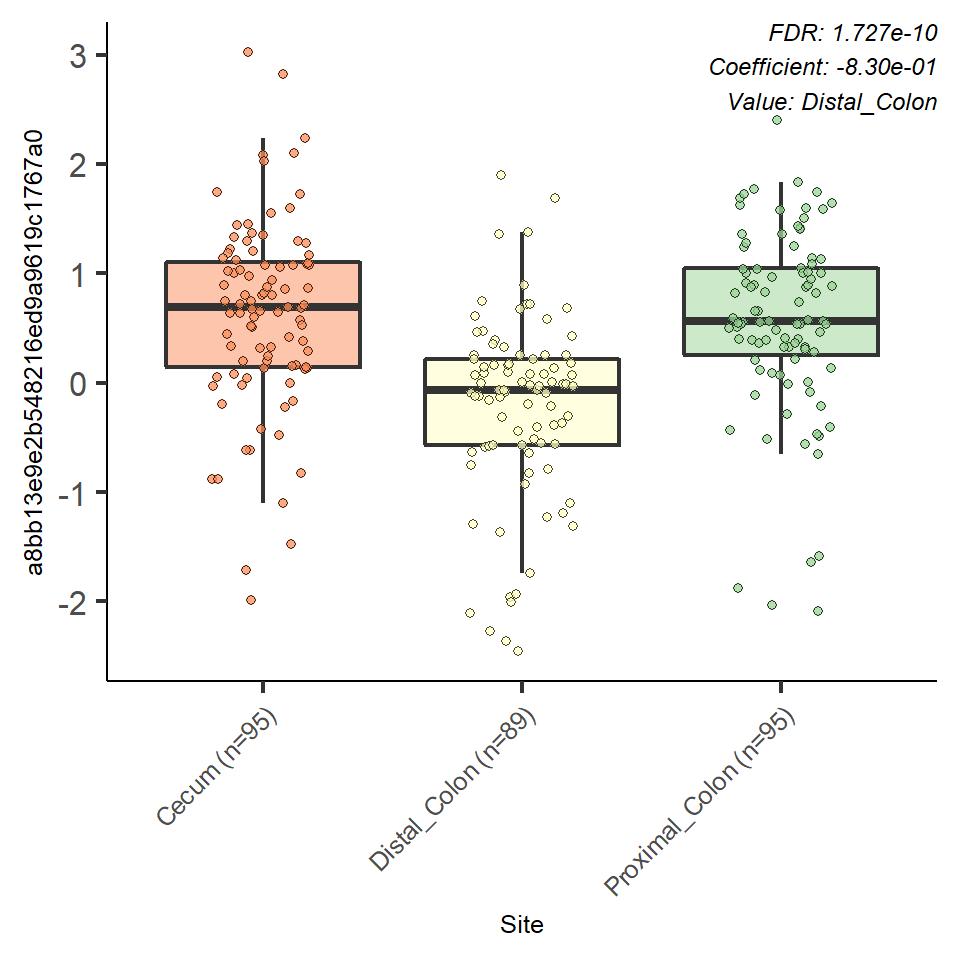 FDR: 1.727e-10
Coefficient: -8.30e-01
Value: Distal_Colon
3
2
1
0
-1
-2
a8bb13e9e2b548216ed9a9619c1767a0
Cecum (n=95)
Distal_Colon (n=89)
Proximal_Colon (n=95)
Site